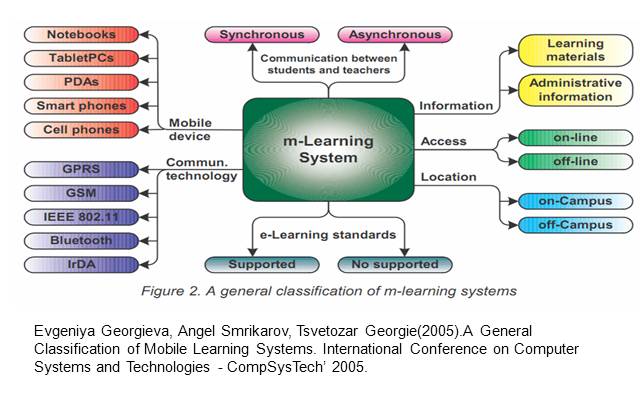 Notebooks
TabletPCs
PDAs
Smart phones
Cell phones
Mobile
device
GPRS
GSM
IEEE 802.11
Bluetooth
IrDA
Commun.
technology
Synchronous
Asynchronous
Communication between
students and teachers
m-Learning
System
e-Learning standards
Supported
No supported
Information
Learning
materials
Administrative
information
Access
on-line
off-line
Location
on-Campus
off-Campus
Figure 2. A general classification of m-learning systems
Evgeniya Georgieva, Angel Smrikarov, Tsvetozar Georgie(2005).A General
Classification of Mobile Learning Systems. International Conference on Computer
Systems and Technologies - CompSysTech’ 2005.